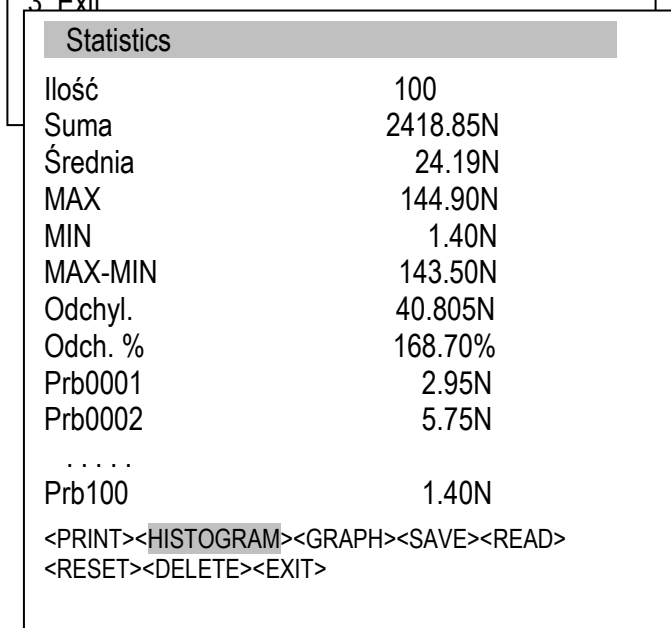 3. Exit
Statistics
Ilość 100
Suma 2418.85N
Średnia 24.19N
MAX 144.90N
MIN 1.40N
MAX-MIN 143.50N
Odchyl. 40.805N
Odch. % 168.70%
Prb0001 2.95N
Prb0002 5.75N
. . . . .
Prb100 1.40N
<PRINT><HISTOGRAM><GRAPH><SAVE><READ>
<RESET><DELETE><EXIT>